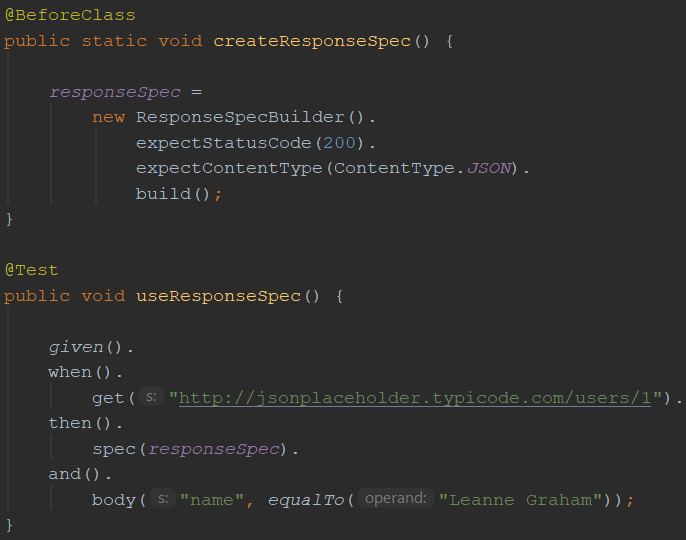 @BeforeClass
public static void createResponseSpec() {
responseSpec =
new ResponseSpecBuilder().
expectStatusCode(200).
expectContentType(ContentType.JSON).
build();
}
@Test
public void useResponseSpec() {
given().
when().
get( s: "http://jsonplaceholder.typicode.com/users/1").
then().
spec(responseSpec).
and().
body( s: "name", equalTo( operand: "Leanne Graham"));
}